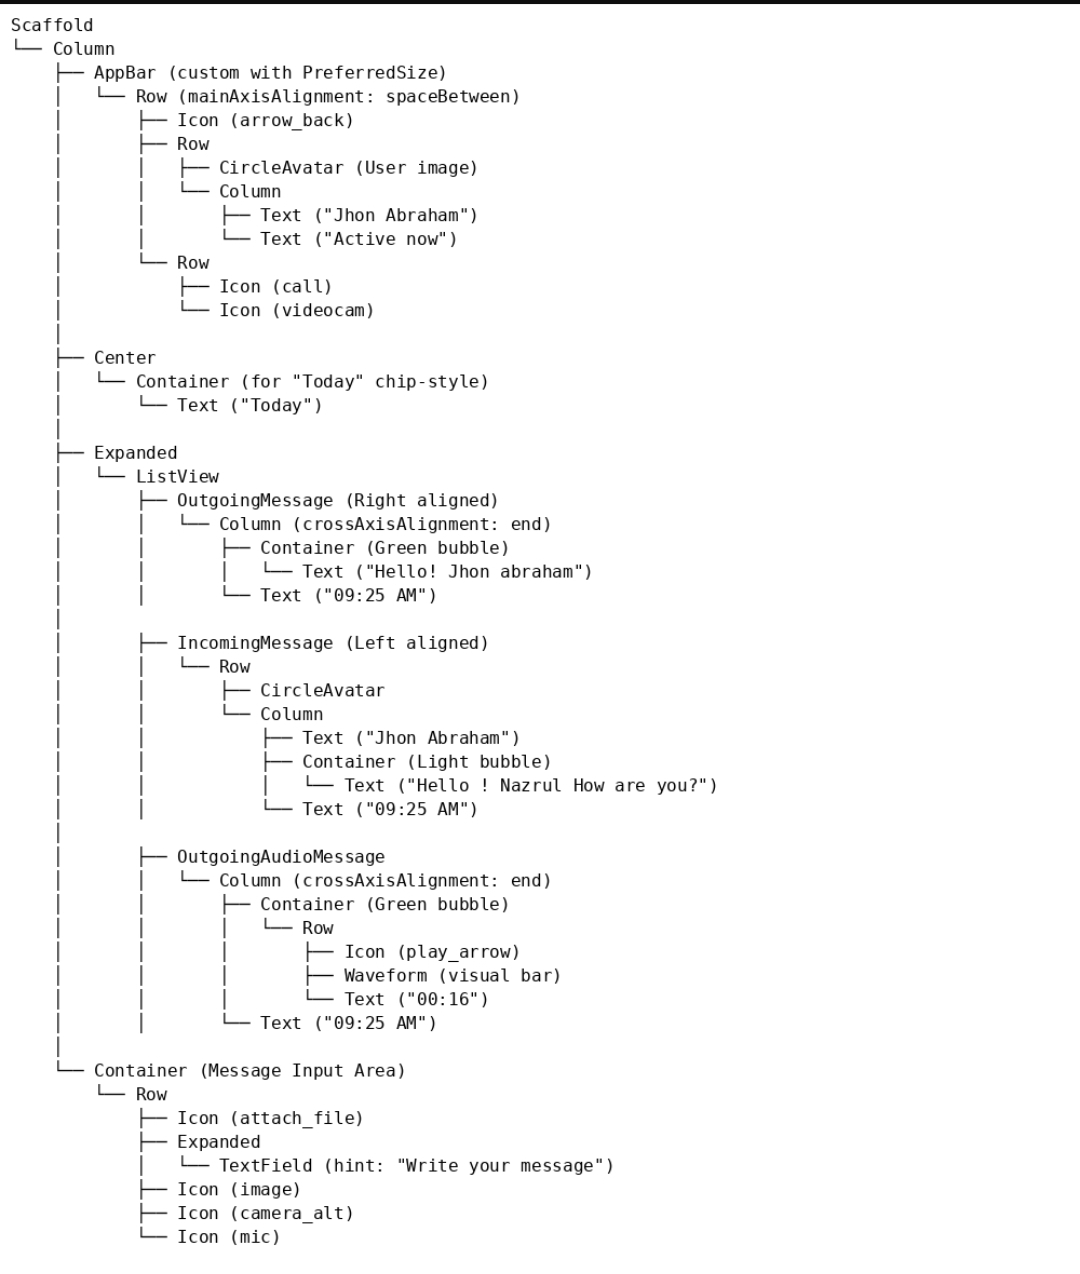 Scaffold
└── Column
    ├── AppBar (custom with PreferredSize)
    │   └── Row (mainAxisAlignment: spaceBetween)
    │       ├── Icon (arrow_back)
    │       ├── Row
    │       │   ├── CircleAvatar (User image)
    │       │   └── Column
    │       │       ├── Text ("Jhon Abraham")
    │       │       └── Text ("Active now")
    │       └── Row
    │           ├── Icon (call)
    │           └── Icon (videocam)
    │
    ├── Center
    │   └── Container (for "Today" chip-style)
    │       └── Text ("Today")
    │
    ├── Expanded
    │   └── ListView
    │       ├── OutgoingMessage (Right aligned)
    │       │   └── Column (crossAxisAlignment: end)
    │       │       ├── Container (Green bubble)
    │       │       │   └── Text ("Hello! Jhon abraham")
    │       │       └── Text ("09:25 AM")
    │
    │       ├── IncomingMessage (Left aligned)
    │       │   └── Row
    │       │       ├── CircleAvatar
    │       │       └── Column
    │       │           ├── Text ("Jhon Abraham")
    │       │           ├── Container (Light bubble)
    │       │           │   └── Text ("Hello ! Nazrul How are you?")
    │       │           └── Text ("09:25 AM")
    │
    │       ├── OutgoingAudioMessage
    │       │   └── Column (crossAxisAlignment: end)
    │       │       ├── Container (Green bubble)
    │       │       │   └── Row
    │       │       │       ├── Icon (play_arrow)
    │       │       │       ├── Waveform (visual bar)
    │       │       │       └── Text ("00:16")
    │       │       └── Text ("09:25 AM")
    │
    └── Container (Message Input Area)
        └── Row
            ├── Icon (attach_file)
            ├── Expanded
            │   └── TextField (hint: "Write your message")
            ├── Icon (image)
            ├── Icon (camera_alt)
            └── Icon (mic)